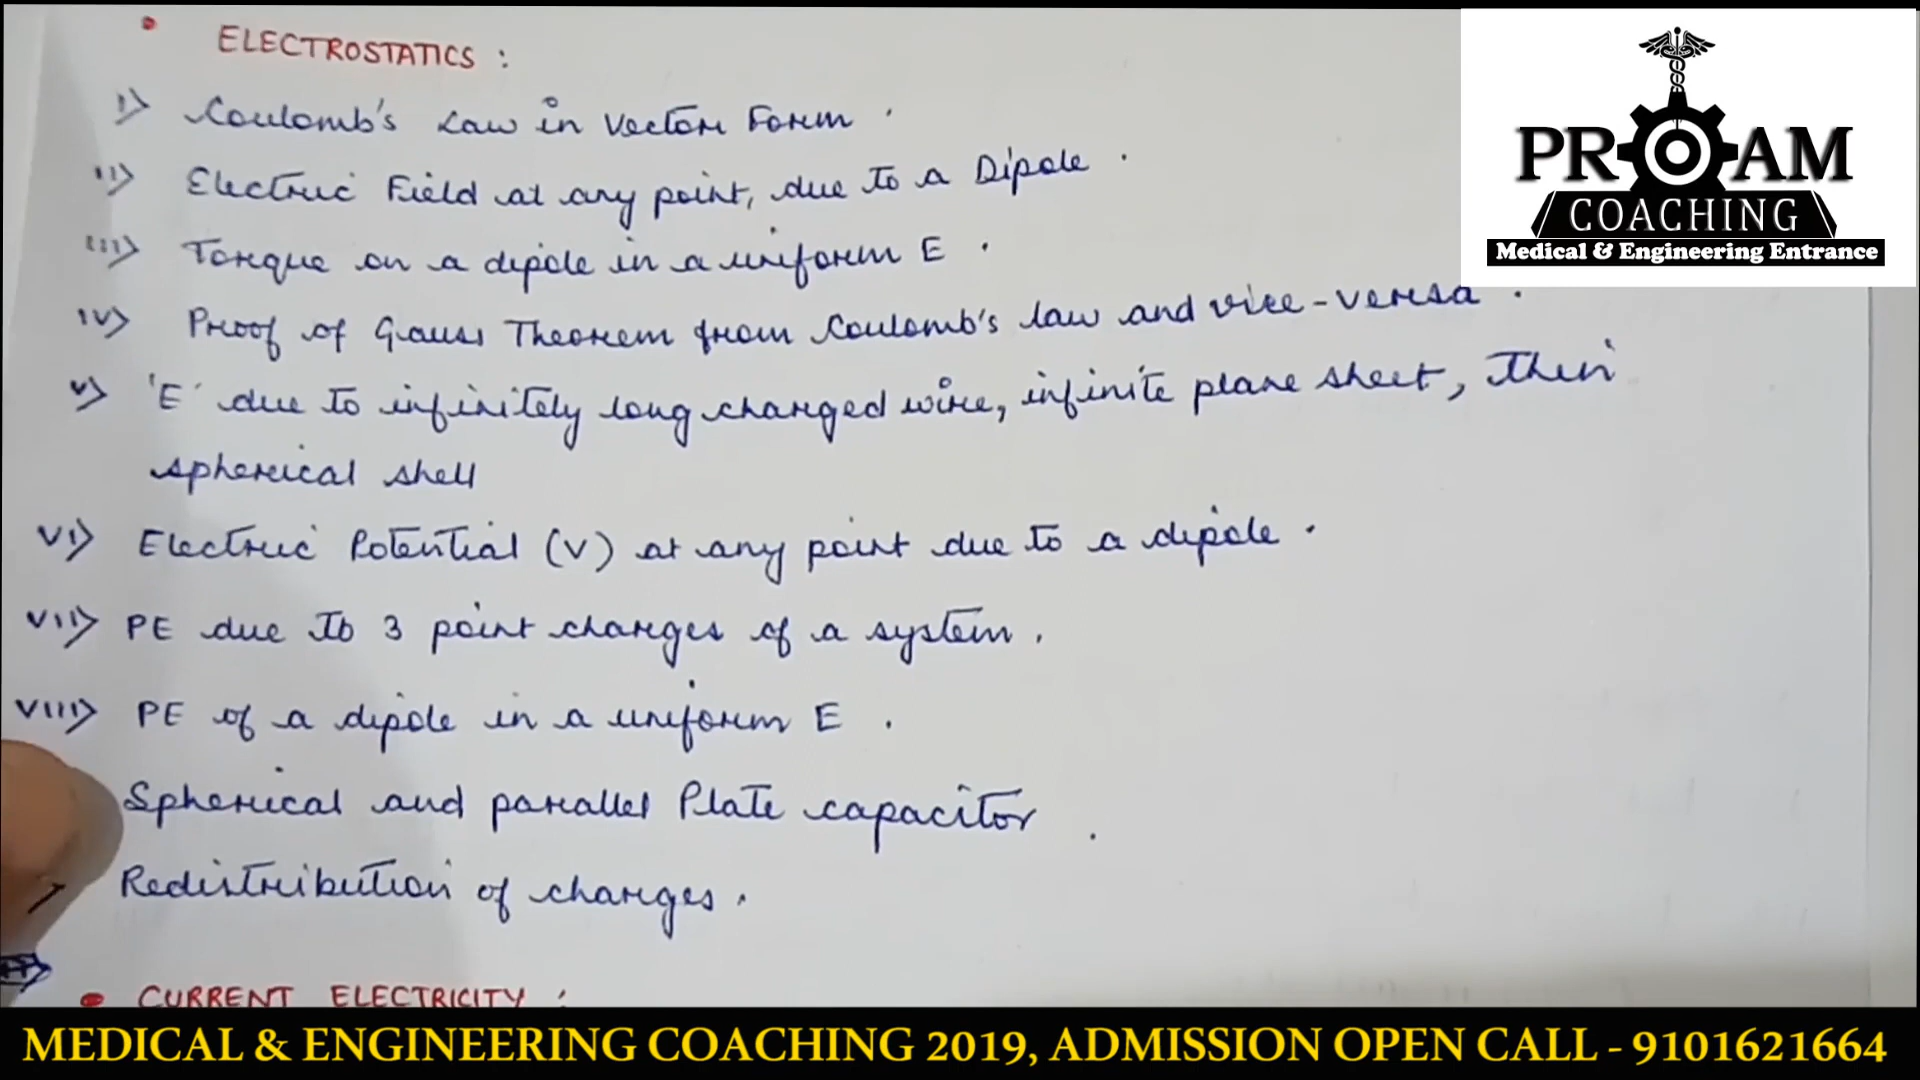 • ELECTROSTATICS :
i) Coulomb's Law in Vector Form .
ii) Electric Field at any point, due to a Dipole .
iii) Torque on a dipole in a uniform E .
iv) Proof of Gauss Theorem from Coulomb's law and vice-versa .
v) 'E' due to infinitely long charged wire, infinite plane sheet, Thin
spherical shell
vi) Electric Potential (V) at any point due to a dipole .
vii) PE due to 3 point charges of a system .
viii) PE of a dipole in a uniform E .
Spherical and parallel Plate capacitor .
Redistribution of charges .
• CURRENT ELECTRICITY :
PROAM
COACHING
Medical & Engineering Entrance
MEDICAL & ENGINEERING COACHING 2019, ADMISSION OPEN CALL - 9101621664